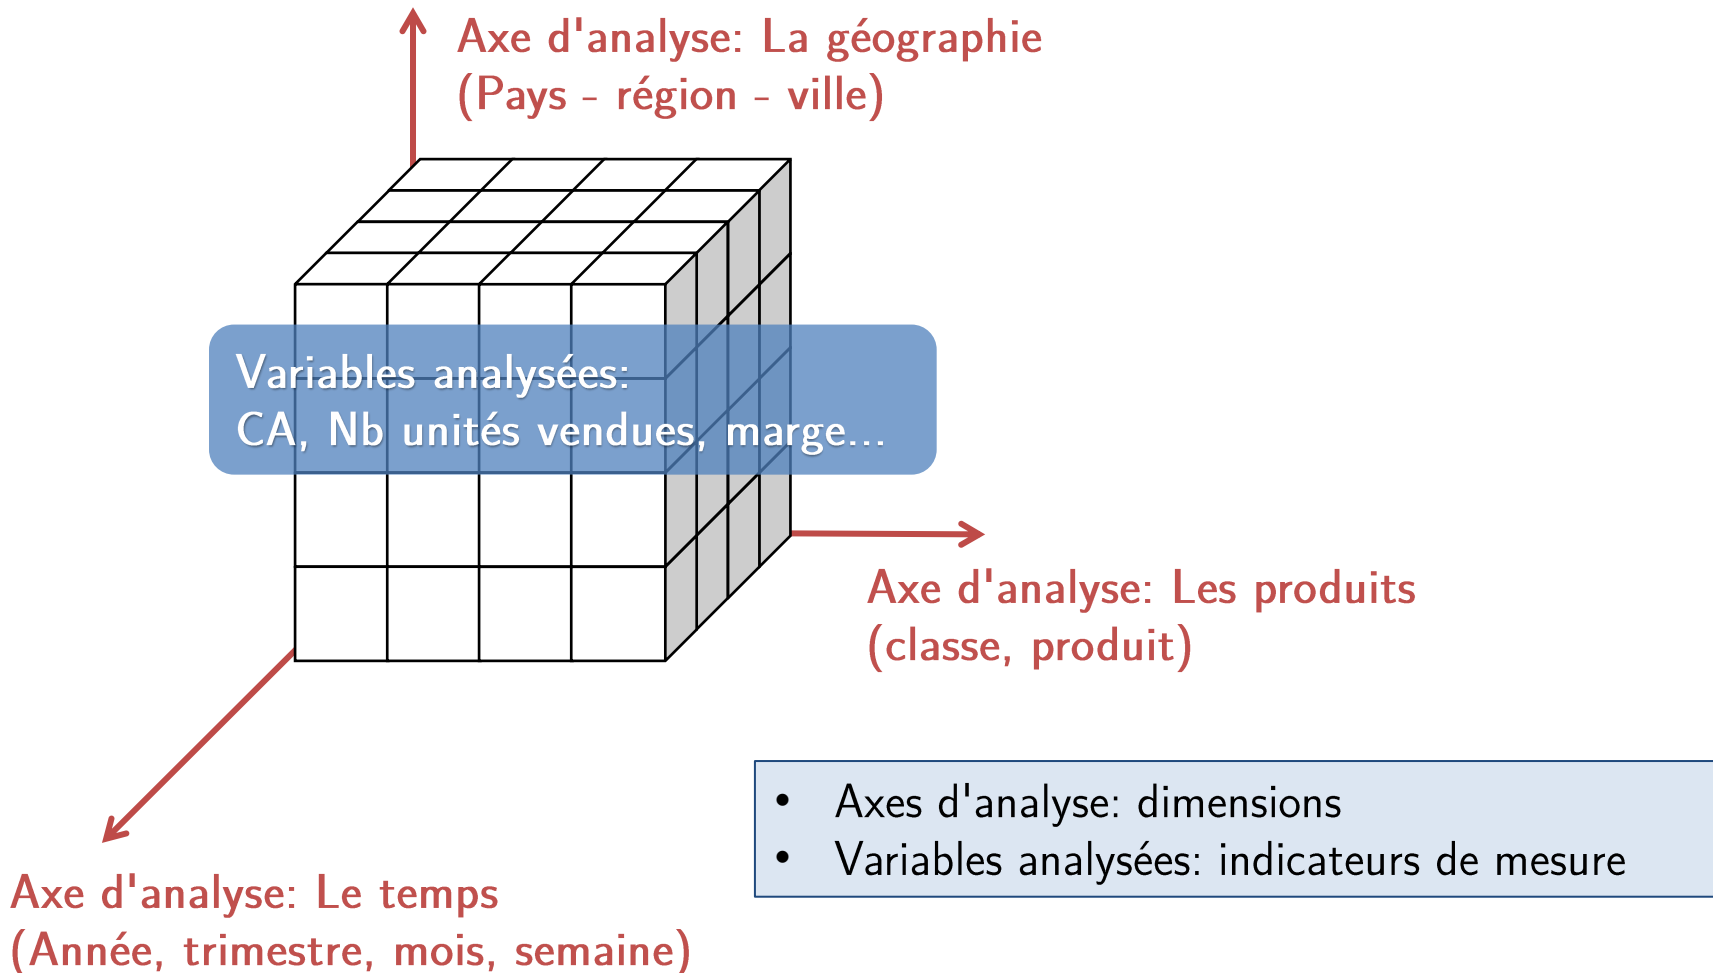 Axe d'analyse: La géographie
(Pays - région - ville)
Variables analysées:
CA, Nb unités vendues, marge...
Axe d'analyse: Les produits
(classe, produit)
• Axes d'analyse: dimensions
• Variables analysées: indicateurs de mesure
Axe d'analyse: Le temps
(Année, trimestre, mois, semaine)